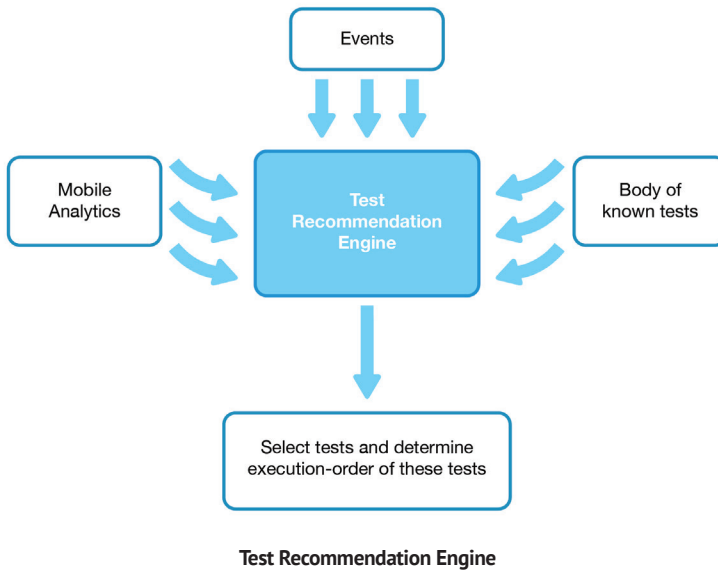 Events
Mobile
Analytics
Test
Recommendation
Engine
Body of
known tests
Select tests and determine
execution-order of these tests
Test Recommendation Engine